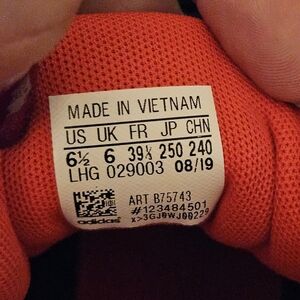 MADE IN VIETNAM
US UK FR JP CHN
6½ 6 39⅓ 250 240
LHG 029003 08/19
ART B75743
#123484501
adidas X>3GJ0WJ00229